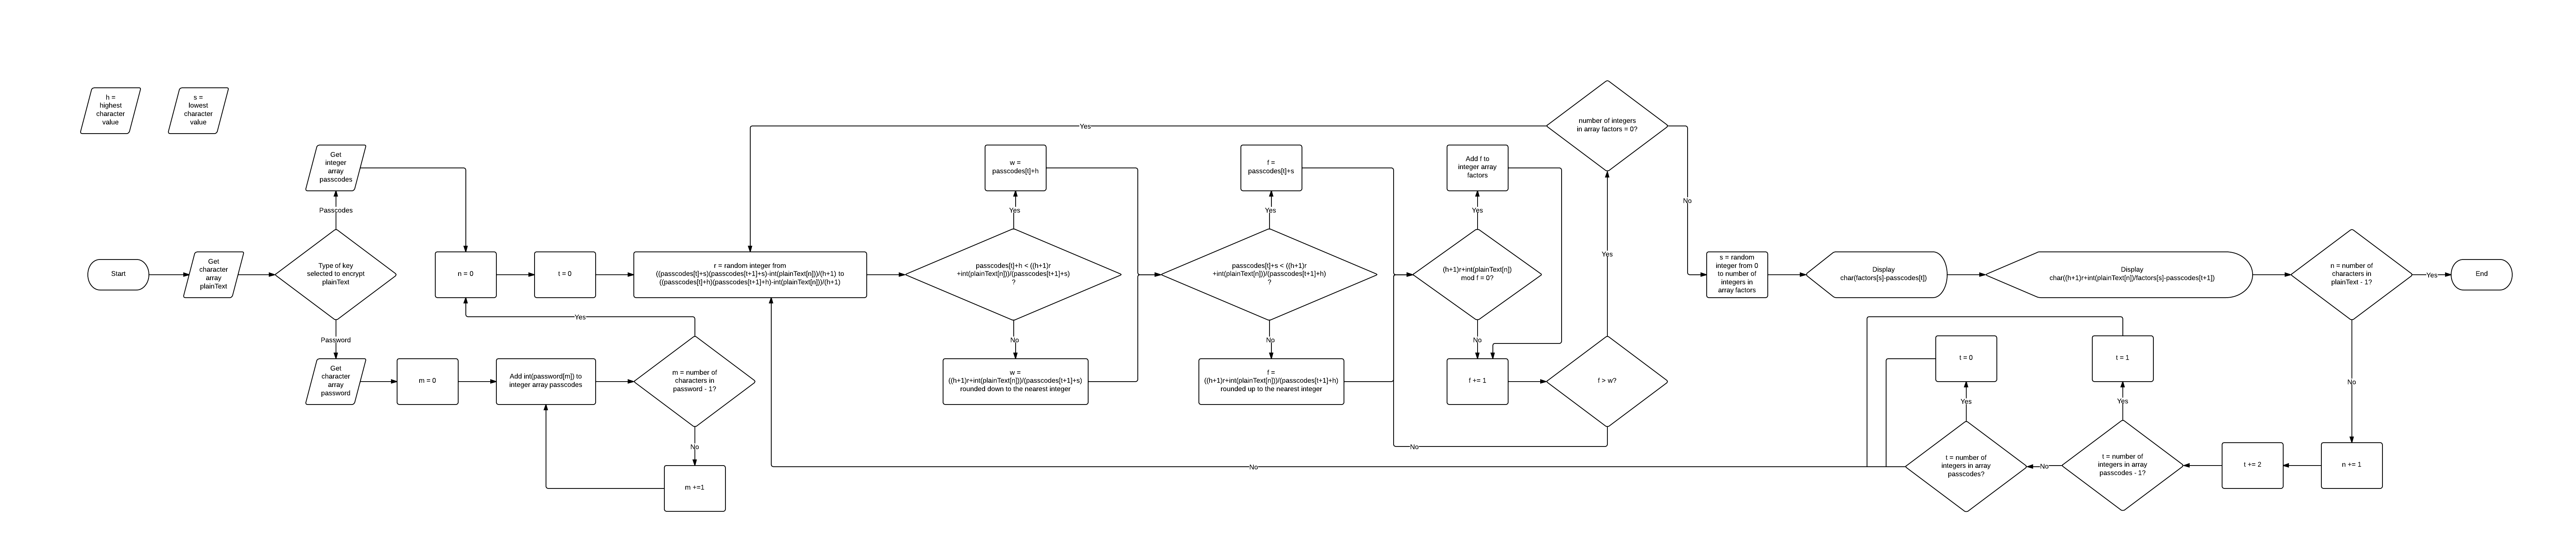 h =
highest
character
value
s =
lowest
character
value
Start
Get
character
array
plainText
Type of key
selected to encrypt
plainText
Passcodes
Get
integer
array
passcodes
Password
Get
character
array
password
m = 0
Add int(password[m]) to
integer array passcodes
m = number of
characters in
password - 1?
Yes
No
m +=1
n = 0
t = 0
r = random integer from
((passcodes[t]+s)(passcodes[t+1]+s)-int(plainText[n]))/(h+1) to
((passcodes[t]+h)(passcodes[t+1]+h)-int(plainText[n]))/(h+1)
passcodes[t]+h < ((h+1)r
+int(plainText[n]))/(passcodes[t+1]+s)
?
Yes
w =
passcodes[t]+h
No
w =
((h+1)r+int(plainText[n]))/(passcodes[t+1]+s)
rounded down to the nearest integer
passcodes[t]+s < ((h+1)r
+int(plainText[n]))/(passcodes[t+1]+h)
?
Yes
f =
passcodes[t]+s
No
f =
((h+1)r+int(plainText[n]))/(passcodes[t+1]+h)
rounded up to the nearest integer
(h+1)r+int(plainText[n])
mod f = 0?
Yes
Add f to
integer array
factors
No
f += 1
f > w?
No
Yes
number of integers
in array factors = 0?
Yes
No
s = random
integer from 0
to number of
integers in
array factors
Display
char(factors[s]-passcodes[t])
Display
char((h+1)r+int(plainText[n])/factors[s]-passcodes[t+1])
n = number of
characters in
plainText - 1?
Yes
End
No
n += 1
t += 2
t = number of
integers in array
passcodes - 1?
Yes
t = 1
No
t = number of
integers in array
passcodes?
Yes
t = 0
No